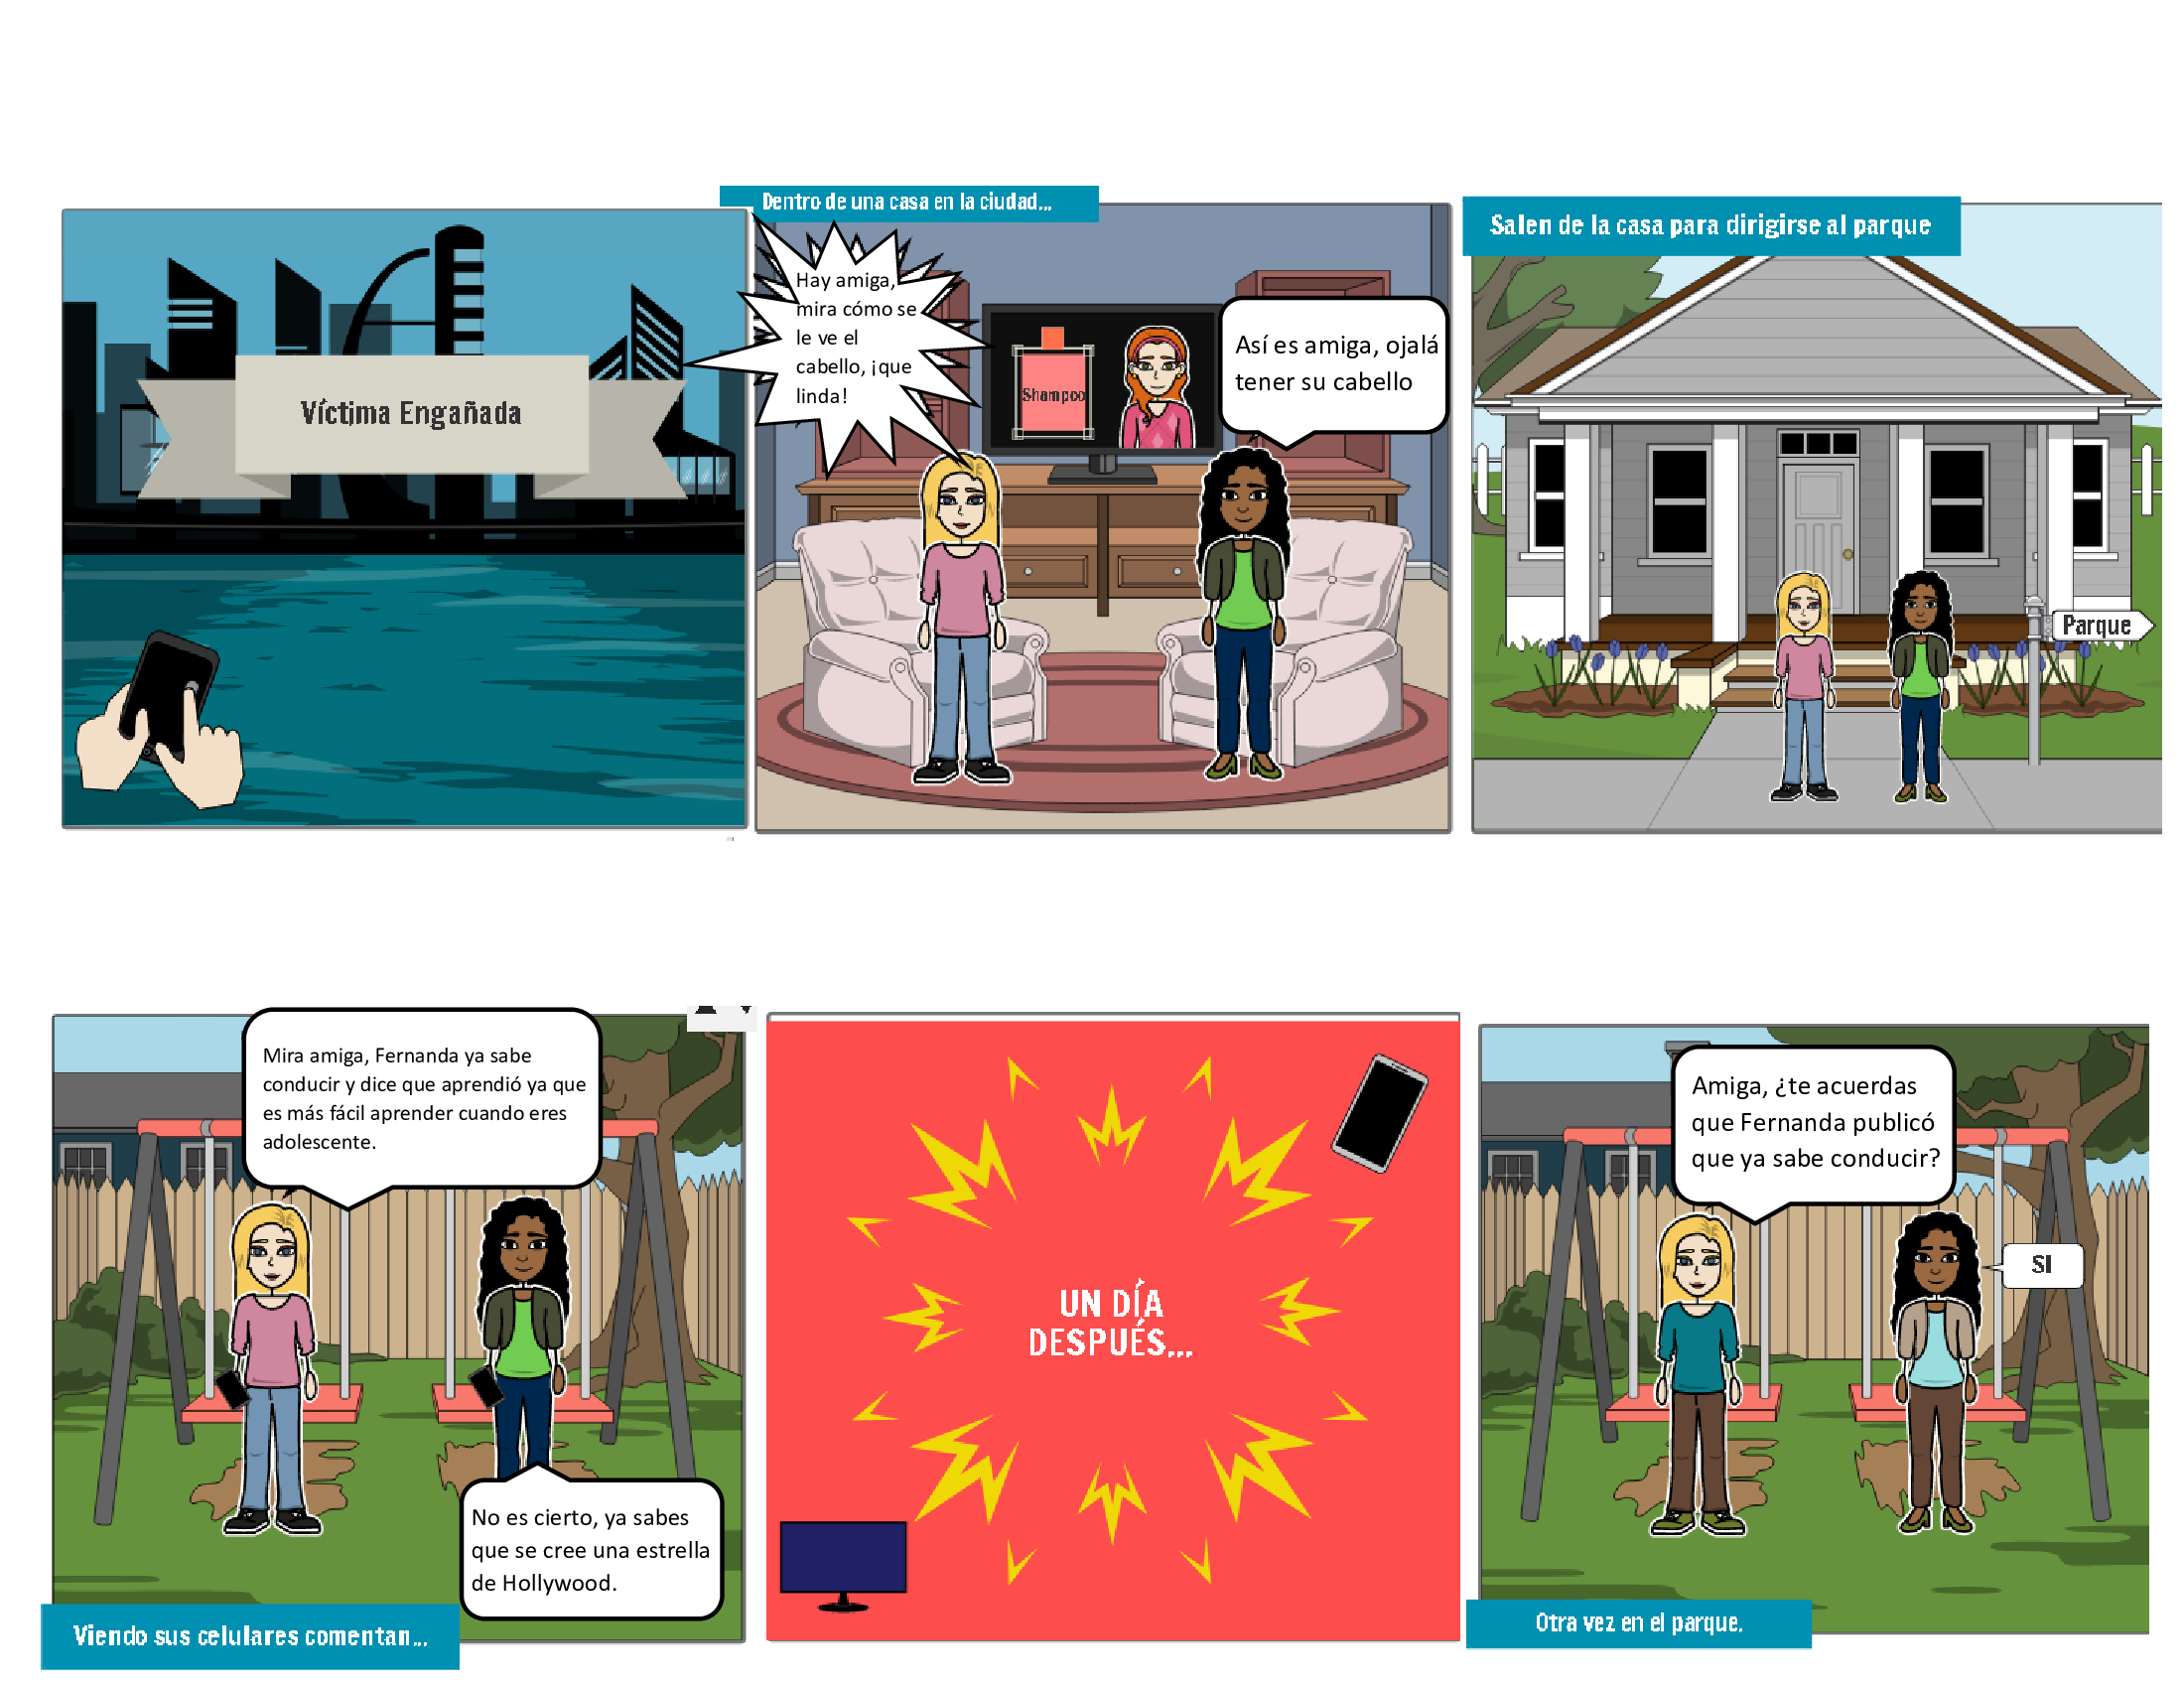 Víctima Engañada
Dentro de una casa en la ciudad...
Hay amiga,
mira cómo se
le ve el
cabello, ¡que
linda!
Shampoo
Así es amiga, ojalá
tener su cabello
Salen de la casa para dirigirse al parque
Parque
Mira amiga, Fernanda ya sabe
conducir y dice que aprendió ya que
es más fácil aprender cuando eres
adolescente.
No es cierto, ya sabes
que se cree una estrella
de Hollywood.
Viendo sus celulares comentan...
UN DÍA
DESPUÉS...
Amiga, ¿te acuerdas
que Fernanda publicó
que ya sabe conducir?
SI
Otra vez en el parque.